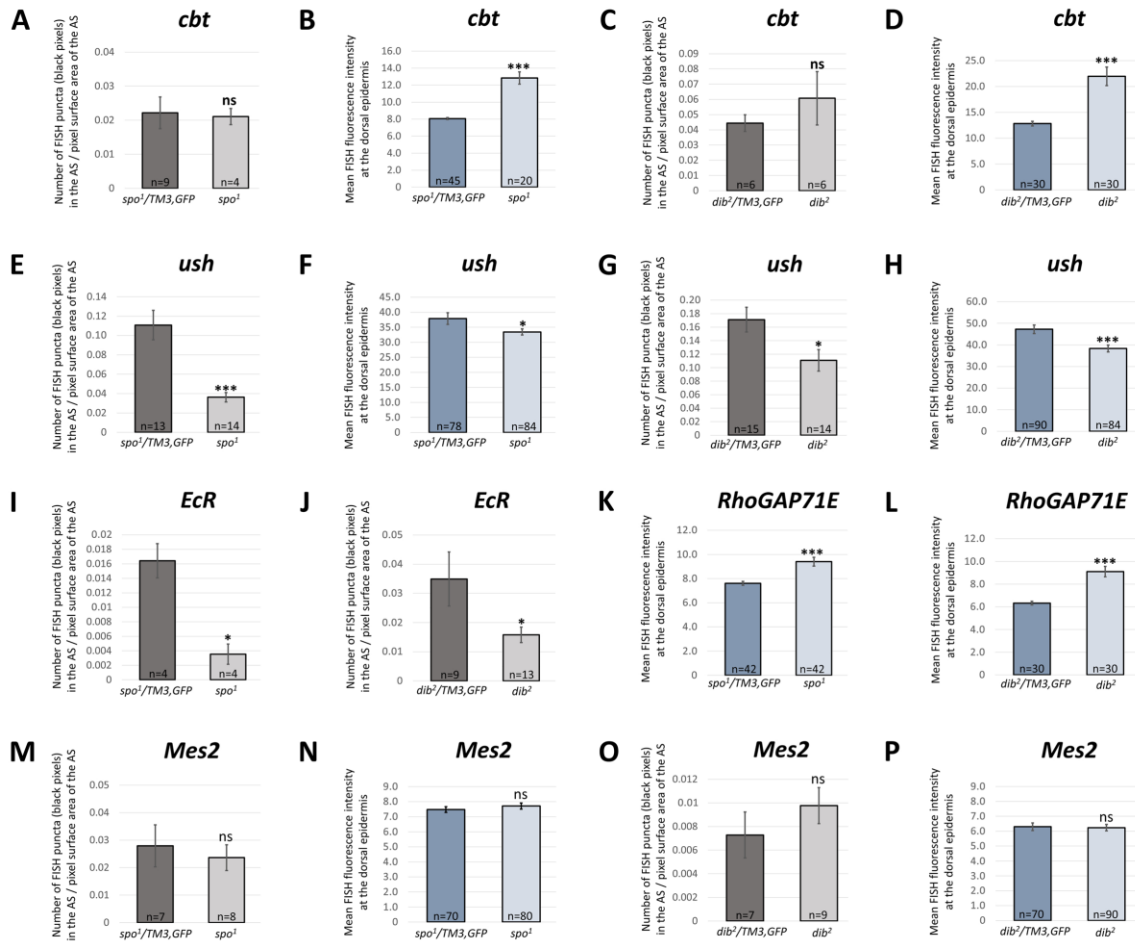 A
cbt
Number of FISH puncta (black pixels)
in the AS / pixel surface area of the AS
0.04
0.03
0.02
0.01
0
ns
n=9
n=4
spo¹/TM3,GFP
spo¹
B
cbt
Mean FISH fluorescence intensity
at the dorsal epidermis
16.0
14.0
12.0
10.0
8.0
6.0
4.0
2.0
0
***
n=45
n=20
spo¹/TM3,GFP
spo¹
C
cbt
Number of FISH puncta (black pixels)
in the AS / pixel surface area of the AS
0.09
0.08
0.07
0.06
0.05
0.04
0.03
0.02
0.01
0
ns
n=6
n=6
dib²/TM3,GFP
dib²
D
cbt
Mean FISH fluorescence intensity
at the dorsal epidermis
25.0
20.0
15.0
10.0
5.0
0
***
n=30
n=30
dib²/TM3,GFP
dib²
E
ush
Number of FISH puncta (black pixels)
in the AS / pixel surface area of the AS
0.14
0.12
0.10
0.08
0.06
0.04
0.02
0
***
n=13
n=14
spo¹/TM3,GFP
spo¹
F
ush
Mean FISH fluorescence intensity
at the dorsal epidermis
45.0
40.0
35.0
30.0
25.0
20.0
15.0
10.0
5.0
0
*
n=78
n=84
spo¹/TM3,GFP
spo¹
G
ush
Number of FISH puncta (black pixels)
in the AS / pixel surface area of the AS
0.20
0.16
0.12
0.08
0.04
0
*
n=15
n=14
dib²/TM3,GFP
dib²
H
ush
Mean FISH fluorescence intensity
at the dorsal epidermis
60.0
50.0
40.0
30.0
20.0
10.0
0
***
n=90
n=84
dib²/TM3,GFP
dib²
I
EcR
Number of FISH puncta (black pixels)
in the AS / pixel surface area of the AS
0.02
0.018
0.016
0.014
0.012
0.01
0.008
0.006
0.004
0.002
0
*
n=4
n=4
spo¹/TM3,GFP
spo¹
J
EcR
Number of FISH puncta (black pixels)
in the AS / pixel surface area of the AS
0.05
0.04
0.03
0.02
0.01
0
*
n=9
n=13
dib²/TM3,GFP
dib²
K
RhoGAP71E
Mean FISH fluorescence intensity
at the dorsal epidermis
12.0
10.0
8.0
6.0
4.0
2.0
0
***
n=42
n=42
spo¹/TM3,GFP
spo¹
L
RhoGAP71E
Mean FISH fluorescence intensity
at the dorsal epidermis
12.0
10.0
8.0
6.0
4.0
2.0
0
***
n=30
n=30
dib²/TM3,GFP
dib²
M
Mes2
Number of FISH puncta (black pixels)
in the AS / pixel surface area of the AS
0.05
0.04
0.03
0.02
0.01
0
ns
n=7
n=8
spo¹/TM3,GFP
spo¹
N
Mes2
Mean FISH fluorescence intensity
at the dorsal epidermis
9.0
8.0
7.0
6.0
5.0
4.0
3.0
2.0
1.0
0
ns
n=70
n=80
spo¹/TM3,GFP
spo¹
O
Mes2
Number of FISH puncta (black pixels)
in the AS / pixel surface area of the AS
0.012
0.01
0.008
0.006
0.004
0.002
0
ns
n=7
n=9
dib²/TM3,GFP
dib²
P
Mes2
Mean FISH fluorescence intensity
at the dorsal epidermis
9.0
8.0
7.0
6.0
5.0
4.0
3.0
2.0
1.0
0
ns
n=70
n=90
dib²/TM3,GFP
dib²